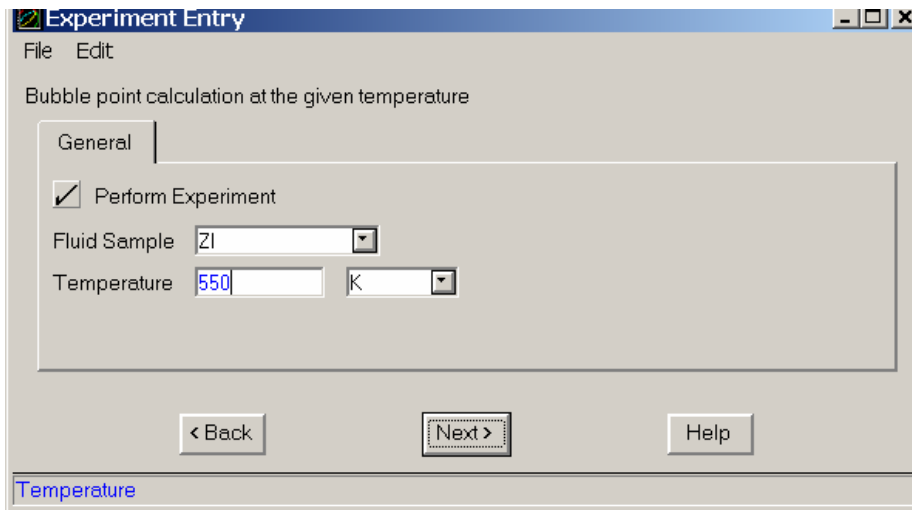 Experiment Entry
File Edit
Bubble point calculation at the given temperature
General
Perform Experiment
Fluid Sample ZI
Temperature 550 K
< Back Next > Help
Temperature